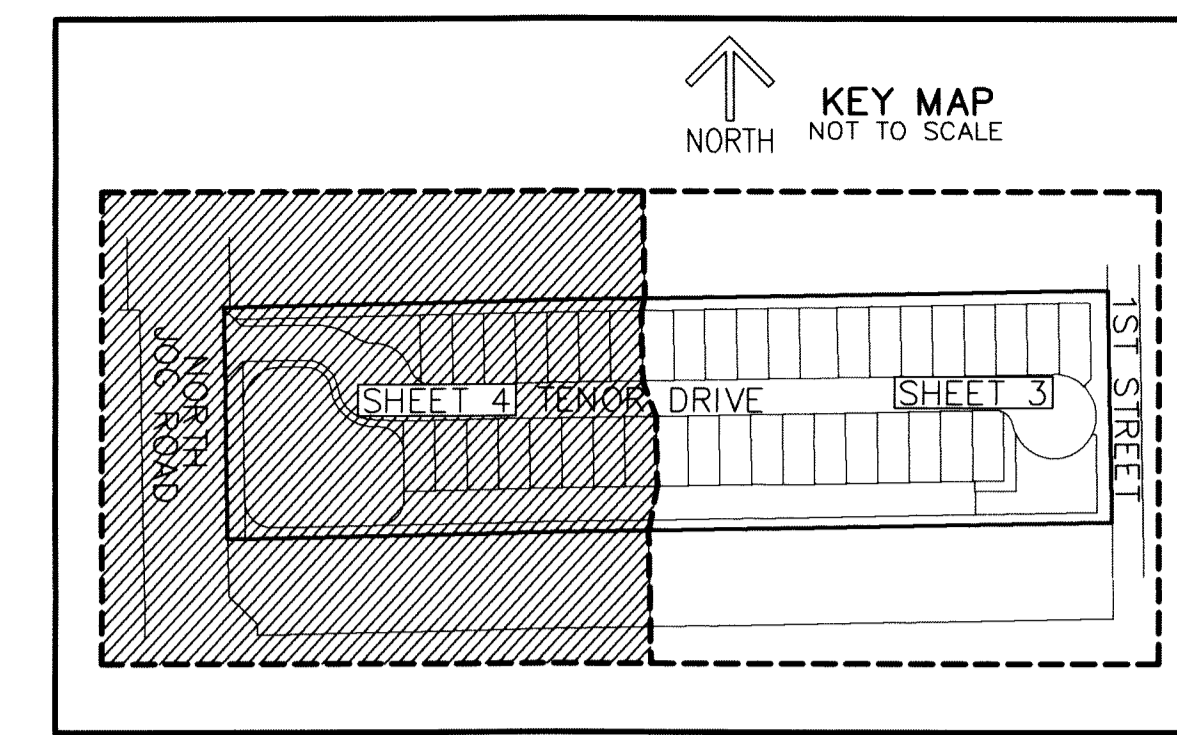 KEY MAP
NOT TO SCALE
NORTH
NORTH
JOG ROAD
SHEET 4
TENOR DRIVE
SHEET 3
1ST STREET